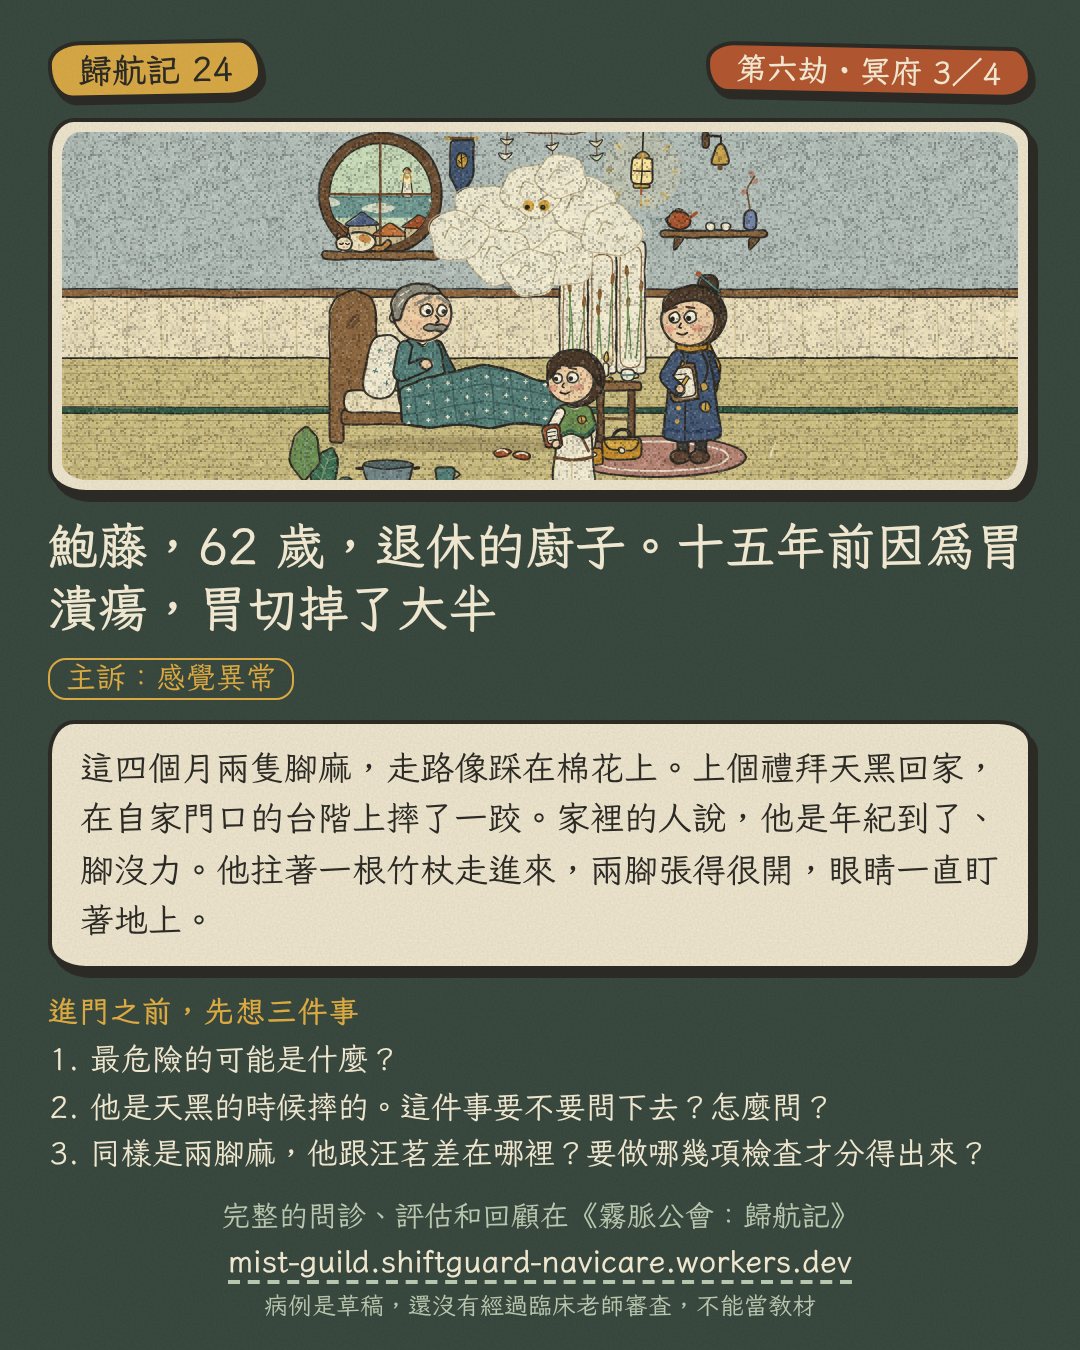 歸航記 24
第六劫・冥府 3／4
鮑藤，62 歲，退休的廚子。十五年前因為胃
潰瘍，胃切掉了大半
主訴：感覺異常
這四個月兩隻腳麻，走路像踩在棉花上。上個禮拜天黑回家，
在自家門口的台階上摔了一跤。家裡的人說，他是年紀到了、
腳沒力。他拄著一根竹杖走進來，兩腳張得很開，眼睛一直盯
著地上。
進門之前，先想三件事
1. 最危險的可能是什麼？
2. 他是天黑的時候摔的。這件事要不要問下去？怎麼問？
3. 同樣是兩腳麻，他跟汪茗差在哪裡？要做哪幾項檢查才分得出來？
完整的問診、評估和回顧在《霧脈公會：歸航記》
mist-guild.shiftguard-navicare.workers.dev
病例是草稿，還沒有經過臨床老師審查，不能當教材